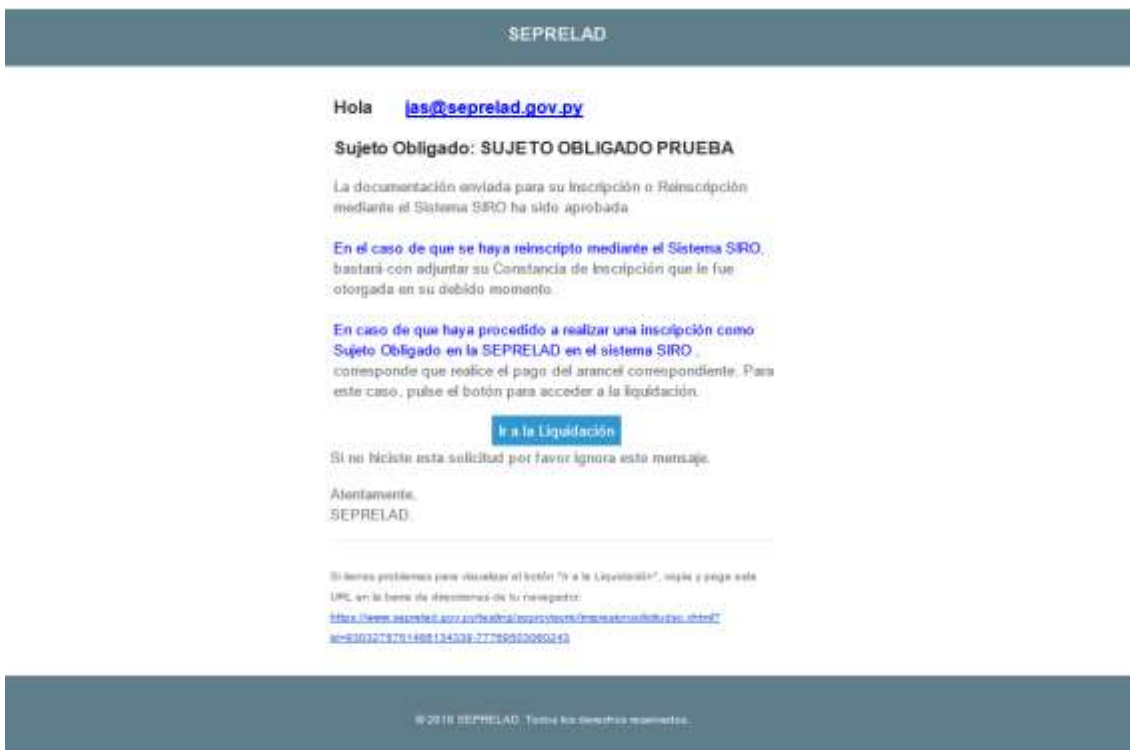 SEPRELAD
Hola jas@seprelad.gov.py
Sujeto Obligado: SUJETO OBLIGADO PRUEBA
La documentación enviada para su Inscripción o Reinscripción
mediante el Sistema SIRO ha sido aprobada
En el caso de que se haya reinscripto mediante el Sistema SIRO,
bastará con adjuntar su Constancia de Inscripción que le fue
otorgada en su debido momento.
En caso de que haya procedido a realizar una inscripción como
Sujeto Obligado en la SEPRELAD en el sistema SIRO ,
corresponde que realice el pago del arancel correspondiente. Para
este caso, pulse el botón para acceder a la liquidación.
Ir a la Liquidación
Si no hiciste esta solicitud por favor ignora este mensaje.
Atentamente,
SEPRELAD.
Si tienes problemas para visualizar el botón "Ir a la Liquidación", copia y pega este
URL en la barra de direcciones de tu navegador:
© 2018 SEPRELAD. Todos los derechos reservados.